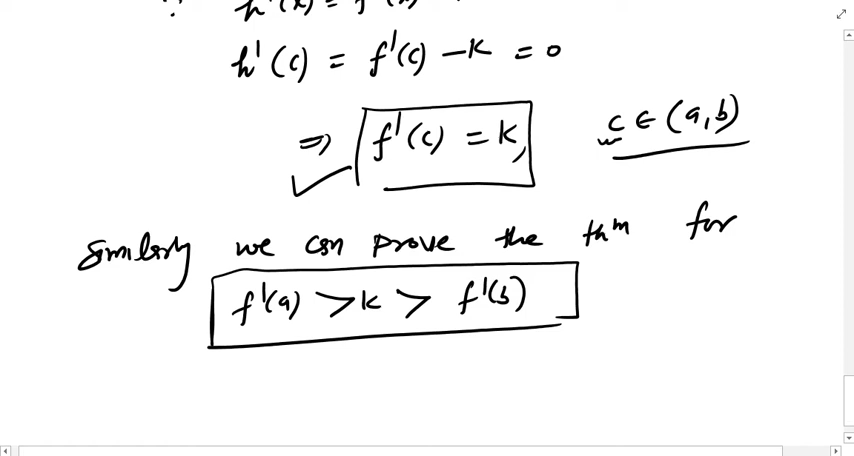 ∵ h'(x) = f'(x) -
h'(c) = f'(c) - k = 0
⇒ f'(c) = k, c ∈ (a, b)
Similarly we can prove the thm for
f'(a) > k > f'(b)